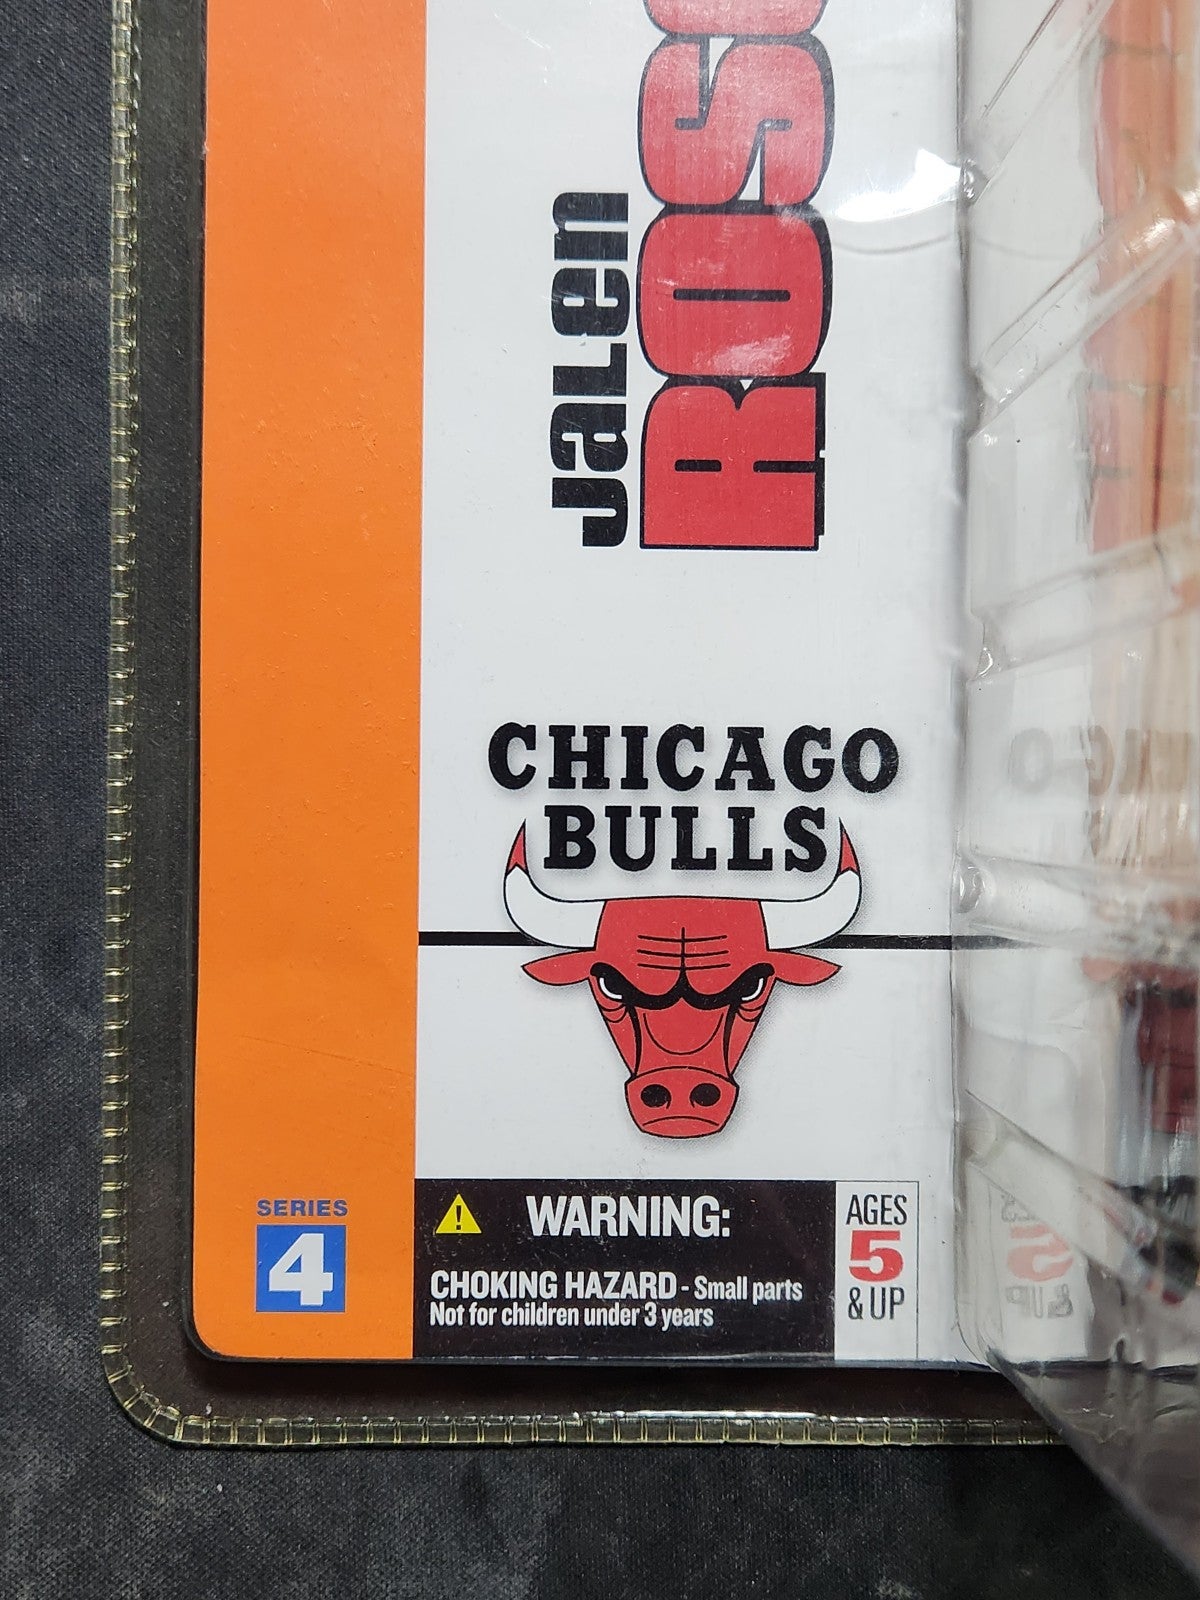 Jalen
CHICAGO
BULLS
SERIES
4
WARNING:
CHOKING HAZARD - Small parts
Not for children under 3 years
AGES
5
& UP